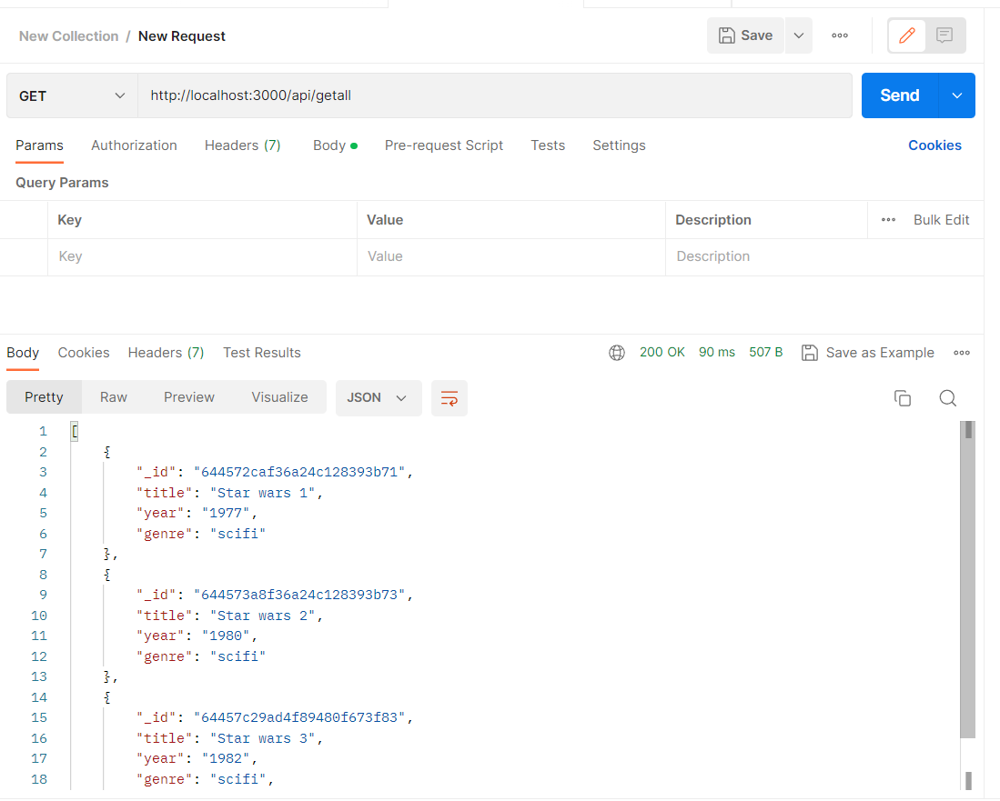 New Collection / New Request Save
GET http://localhost:3000/api/getall Send
Params Authorization Headers (7) Body Pre-request Script Tests Settings Cookies
Query Params
Key Value Description Bulk Edit
Key Value Description
Body Cookies Headers (7) Test Results 200 OK 90 ms 507 B Save as Example
Pretty Raw Preview Visualize JSON
1 [
2 {
3 "_id": "644572caf36a24c128393b71",
4 "title": "Star wars 1",
5 "year": "1977",
6 "genre": "scifi"
7 },
8 {
9 "_id": "644573a8f36a24c128393b73",
10 "title": "Star wars 2",
11 "year": "1980",
12 "genre": "scifi"
13 },
14 {
15 "_id": "64457c29ad4f89480f673f83",
16 "title": "Star wars 3",
17 "year": "1982",
18 "genre": "scifi",